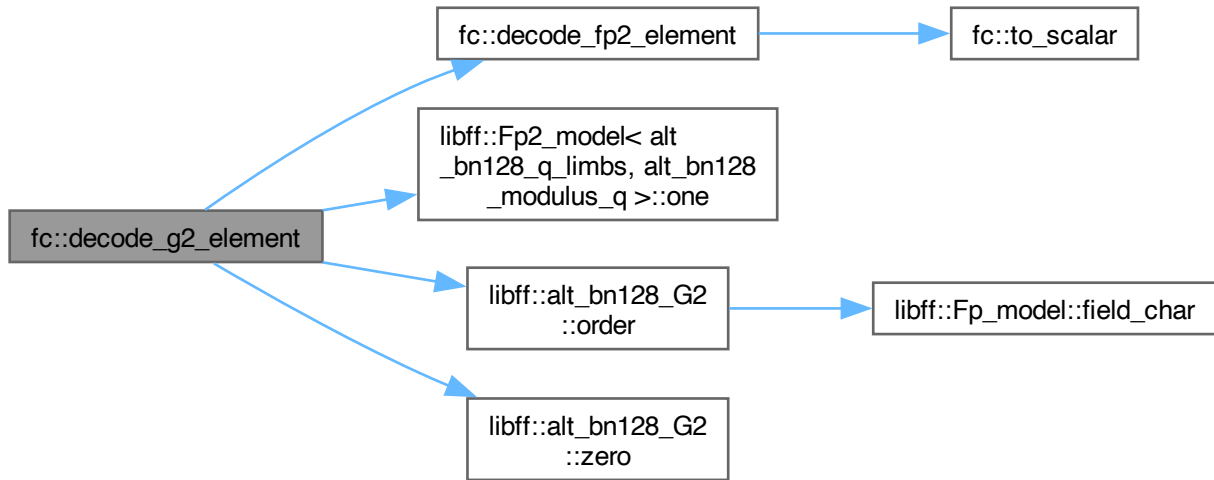 fc::decode_fp2_element
fc::to_scalar
libff::Fp2_model< alt
_bn128_q_limbs, alt_bn128
_modulus_q >::one
fc::decode_g2_element
libff::alt_bn128_G2
::order
libff::Fp_model::field_char
libff::alt_bn128_G2
::zero